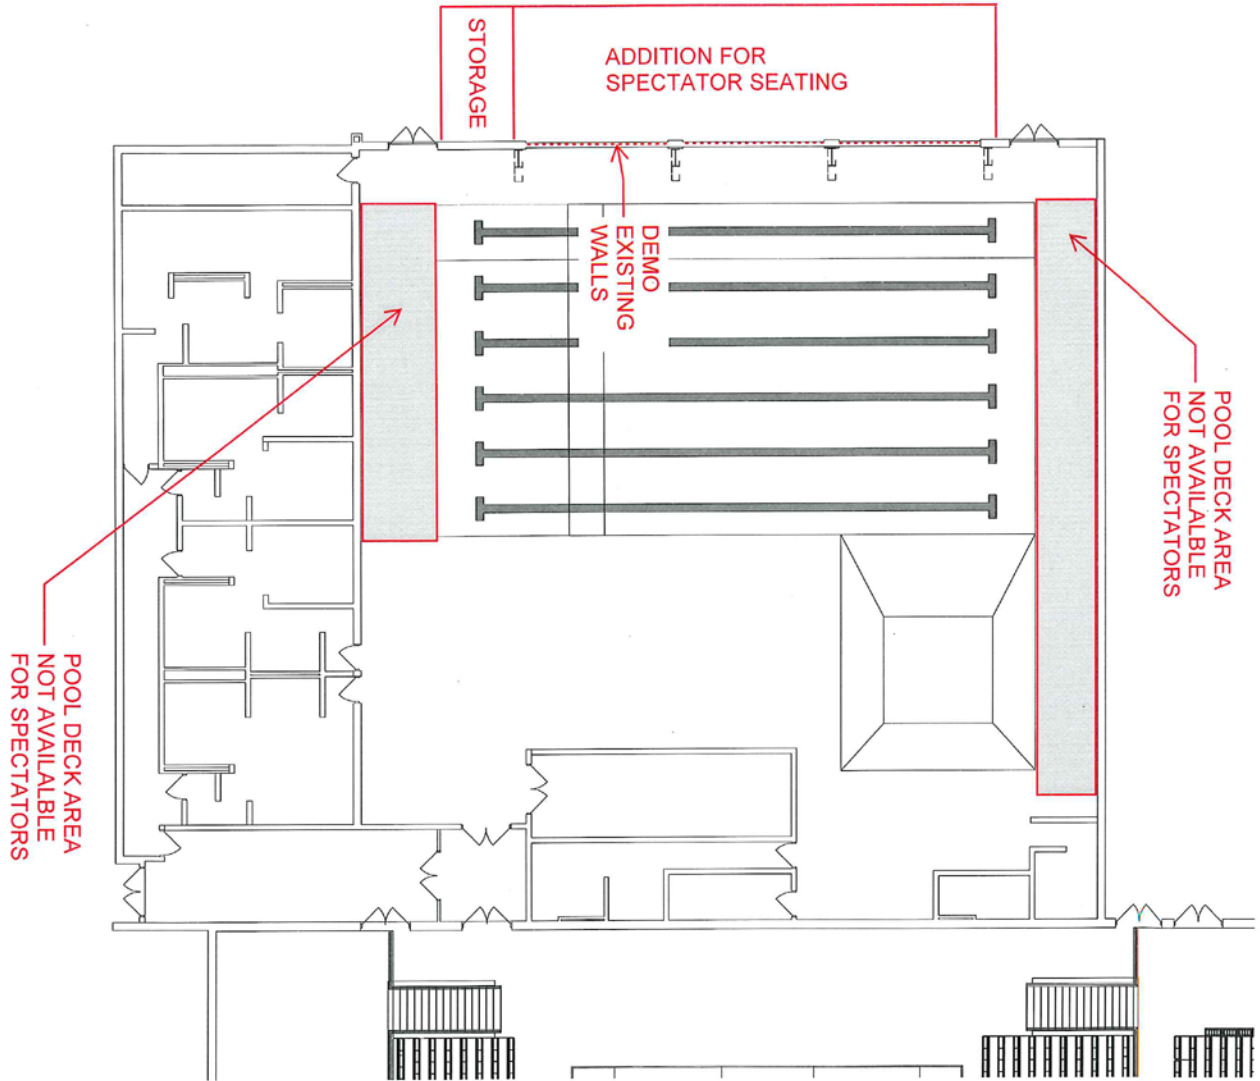 STORAGE
ADDITION FOR
SPECTATOR SEATING
DEMO
EXISTING
WALLS
POOL DECK AREA
NOT AVAILALBLE
FOR SPECTATORS
POOL DECK AREA
NOT AVAILALBLE
FOR SPECTATORS